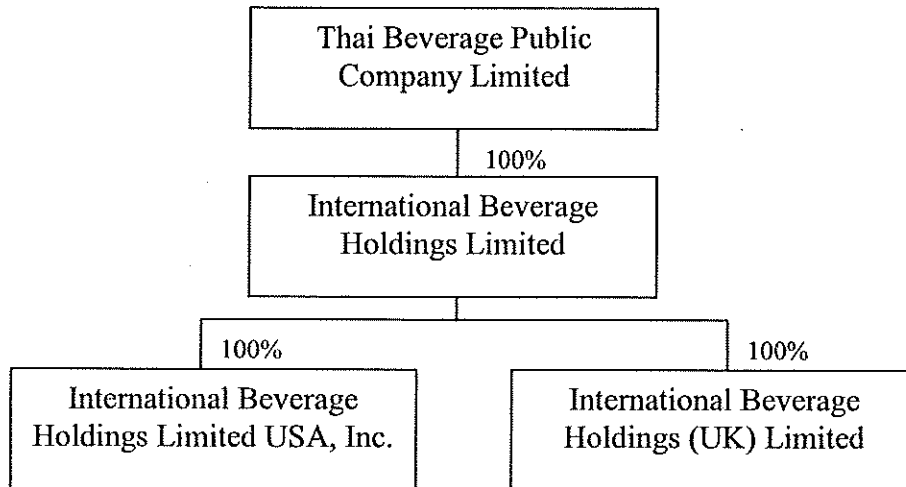 Thai Beverage Public
Company Limited
100%
International Beverage
Holdings Limited
100%
100%
International Beverage
Holdings Limited USA, Inc.
International Beverage
Holdings (UK) Limited